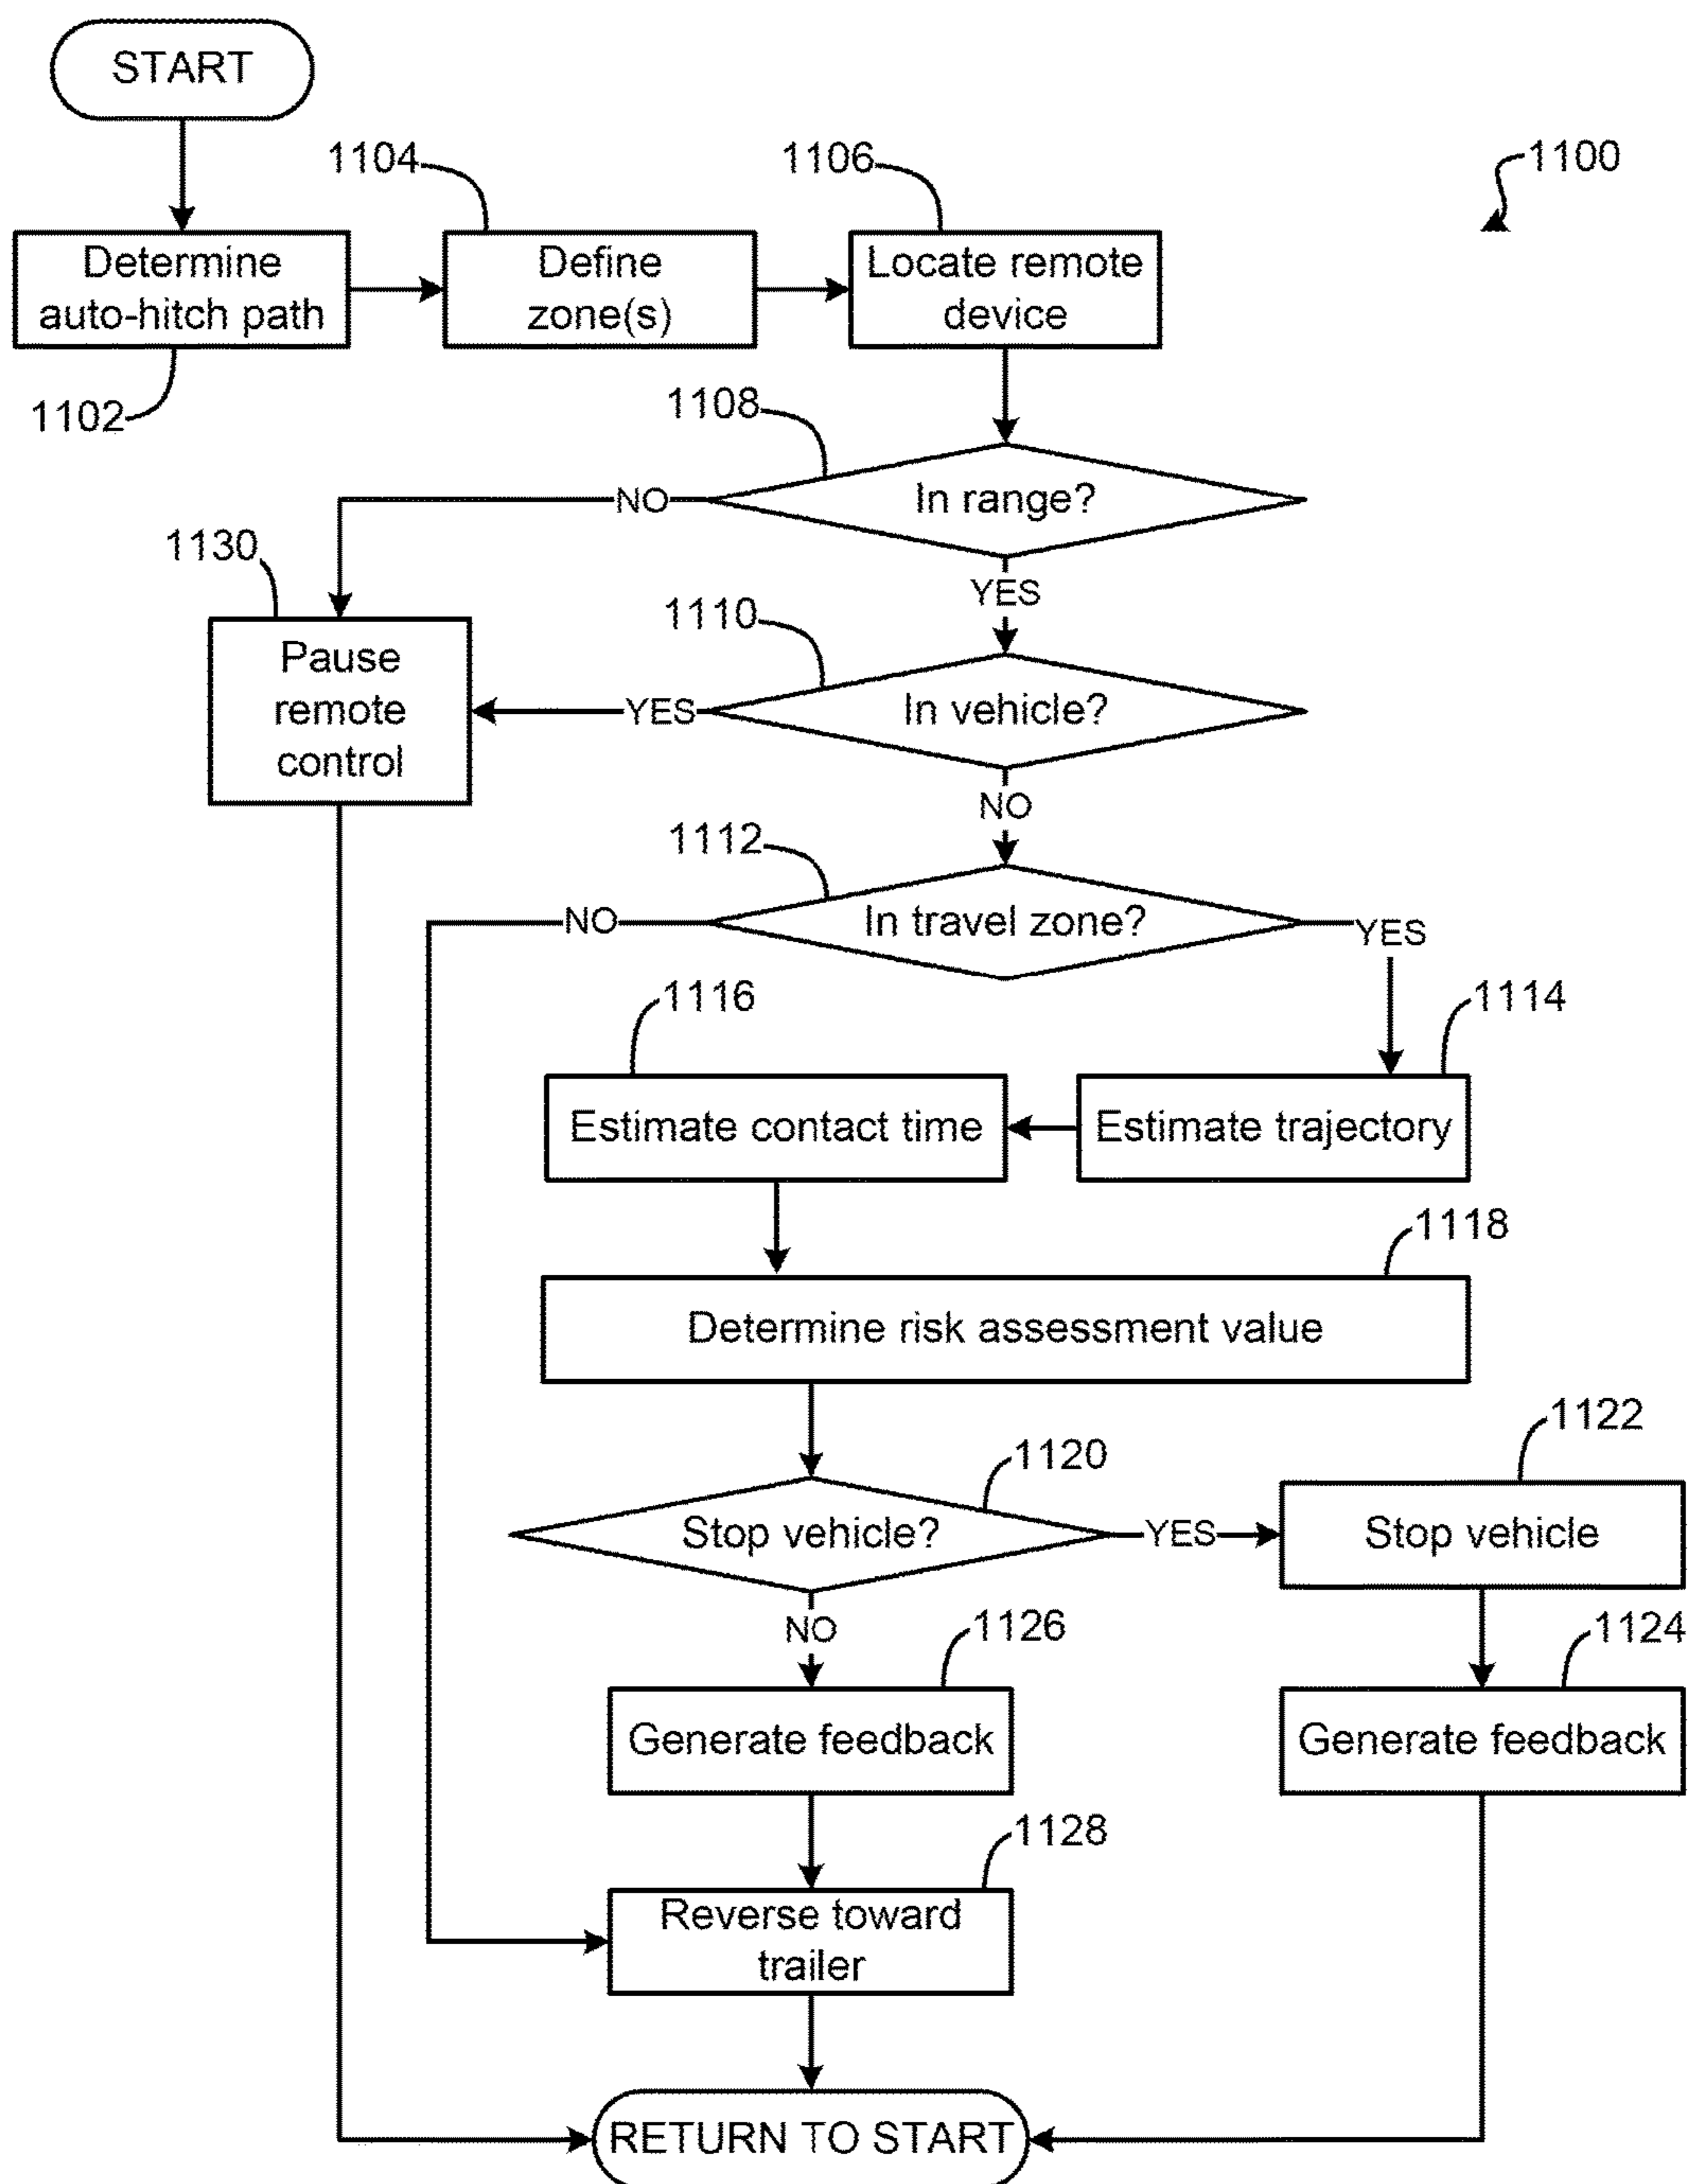 START
1104
1106
1100
Determine
auto-hitch path
Define
zone(s)
Locate remote
device
1102
1108
In range?
NO
1130
YES
1110
Pause
remote
control
YES
In vehicle?
NO
1112
NO
In travel zone?
YES
1116
1114
Estimate contact time
Estimate trajectory
1118
Determine risk assessment value
1122
1120
Stop vehicle?
YES
Stop vehicle
NO
1126
1124
Generate feedback
Generate feedback
1128
Reverse toward
trailer
RETURN TO START